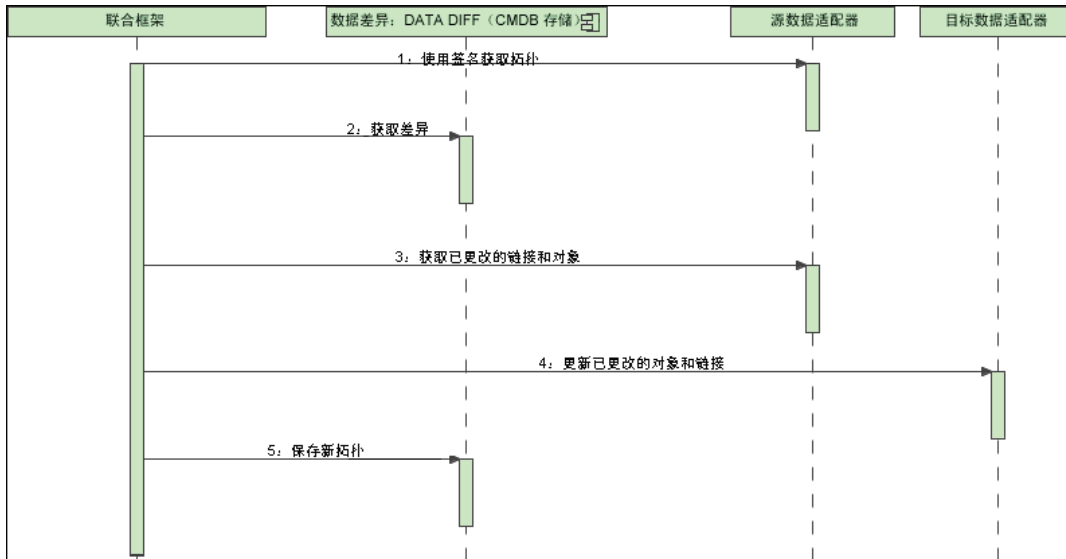 联合框架
数据差异：DATA DIFF（CMDB 存储）
源数据适配器
目标数据适配器
1：使用签名获取拓扑
2：获取差异
3：获取已更改的链接和对象
4：更新已更改的对象和链接
5：保存新拓扑